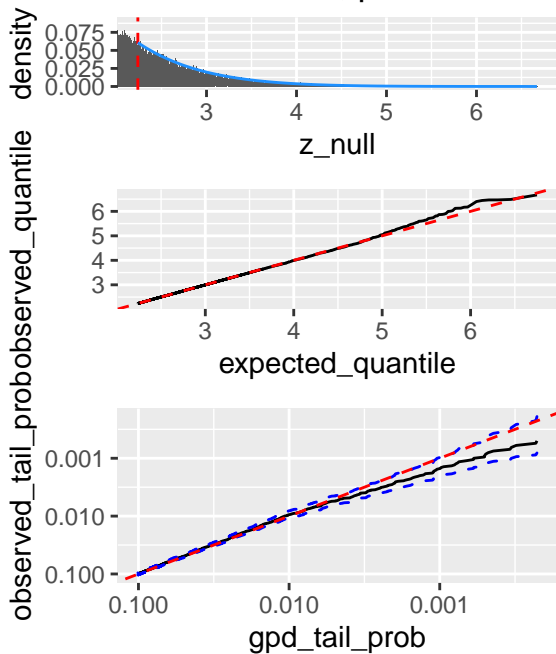 density
0.075
0.050
0.025
0.000
3 4 5 6
z_null
observed_quantile
6
5
4
3
3 4 5 6
expected_quantile
observed_tail_prob
0.001
0.010
0.100
0.100 0.010 0.001
gpd_tail_prob